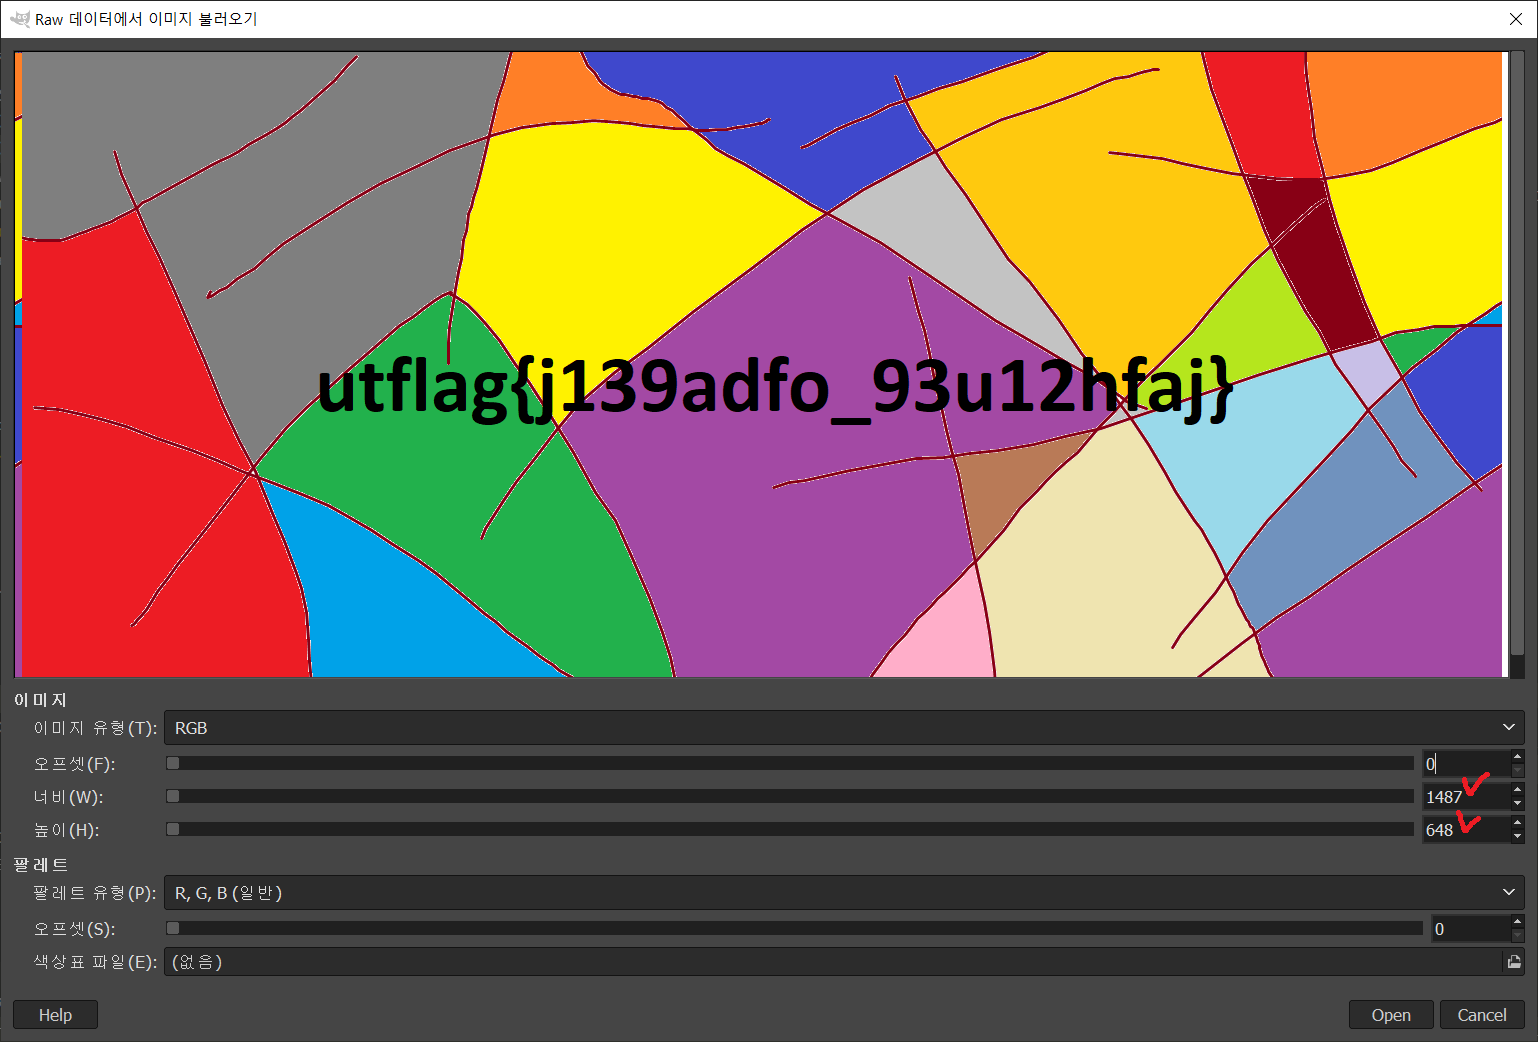 Raw 데이터에서 이미지 불러오기
utflag{j139adfo_93u12hfaj}
이미지
이미지 유형(T): RGB
오프셋(F): 0
너비(W): 1487
높이(H): 648
팔레트
팔레트 유형(P): R, G, B (일반)
오프셋(S): 0
색상표 파일(E): (없음)
Help Open Cancel